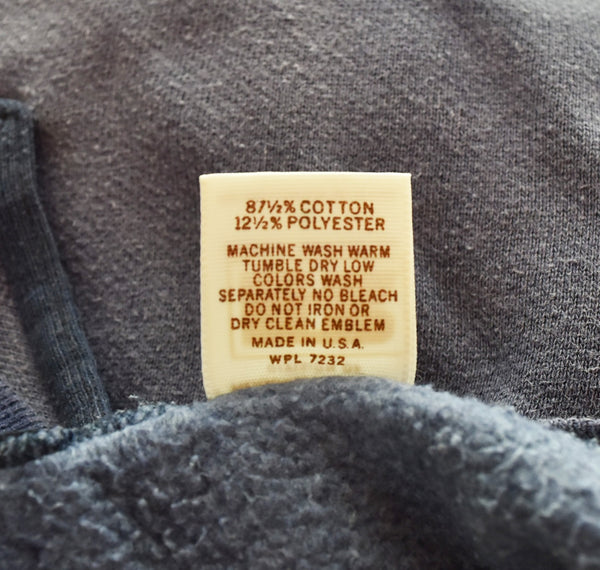 87½% COTTON
12½% POLYESTER
MACHINE WASH WARM
TUMBLE DRY LOW
COLORS WASH
SEPARATELY NO BLEACH
DO NOT IRON OR
DRY CLEAN EMBLEM
MADE IN U.S.A.
WPL 7232